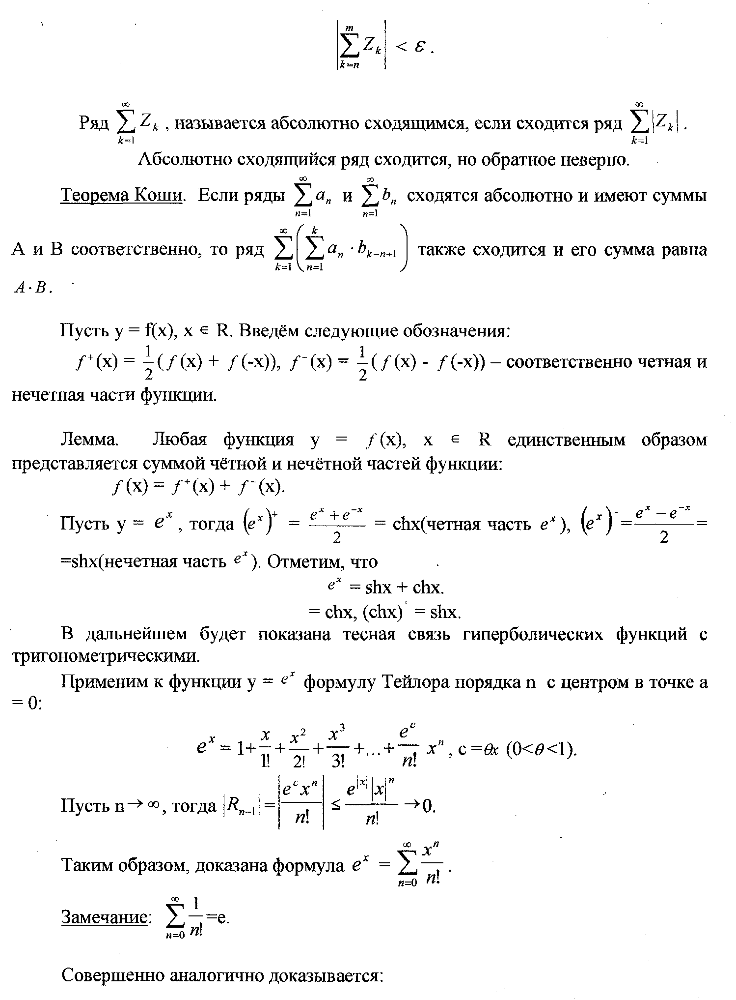 $$\left|\sum_{k=n}^{m} Z_k\right| < \varepsilon .$$
Ряд $\sum_{k=1}^{\infty} Z_k$ , называется абсолютно сходящимся, если сходится ряд $\sum_{k=1}^{\infty} |Z_k|$ .
Абсолютно сходящийся ряд сходится, но обратное неверно.
Теорема Коши. Если ряды $\sum_{n=1}^{\infty} a_n$ и $\sum_{n=1}^{\infty} b_n$ сходятся абсолютно и имеют суммы
А и В соответственно, то ряд $\sum_{k=1}^{\infty}\left(\sum_{n=1}^{k} a_n \cdot b_{k-n+1}\right)$ также сходится и его сумма равна
$A \cdot B$.
Пусть y = f(x), x ∈ R. Введём следующие обозначения:
$f^+(x) = \frac{1}{2}(f(x) + f(-x)), f^-(x) = \frac{1}{2}(f(x) - f(-x))$ – соответственно четная и
нечетная части функции.
Лемма. Любая функция y = f(x), x ∈ R единственным образом
представляется суммой чётной и нечётной частей функции:
$f(x) = f^+(x) + f^-(x)$.
Пусть y = $e^x$ , тогда $(e^x)^+ = \frac{e^x + e^{-x}}{2}$ = chx(четная часть $e^x$), $(e^x)^- = \frac{e^x - e^{-x}}{2}$ =
=shx(нечетная часть $e^x$). Отметим, что
$e^x$ = shx + chx.
= chx, (chx)' = shx.
В дальнейшем будет показана тесная связь гиперболических функций с
тригонометрическими.
Применим к функции y = $e^x$ формулу Тейлора порядка n с центром в точке a
= 0:
$e^x = 1+\frac{x}{1!}+\frac{x^2}{2!}+\frac{x^3}{3!}+...+\frac{e^c}{n!} x^n$ , c =$\theta x$ (0<$\theta$<1).
Пусть n→∞, тогда $|R_{n-1}| = \left|\frac{e^c x^n}{n!}\right| \le \frac{e^{|x|}|x|^n}{n!}$ →0.
Таким образом, доказана формула $e^x = \sum_{n=0}^{\infty} \frac{x^n}{n!}$ .
Замечание: $\sum_{n=0}^{\infty} \frac{1}{n!}$=e.
Совершенно аналогично доказывается: